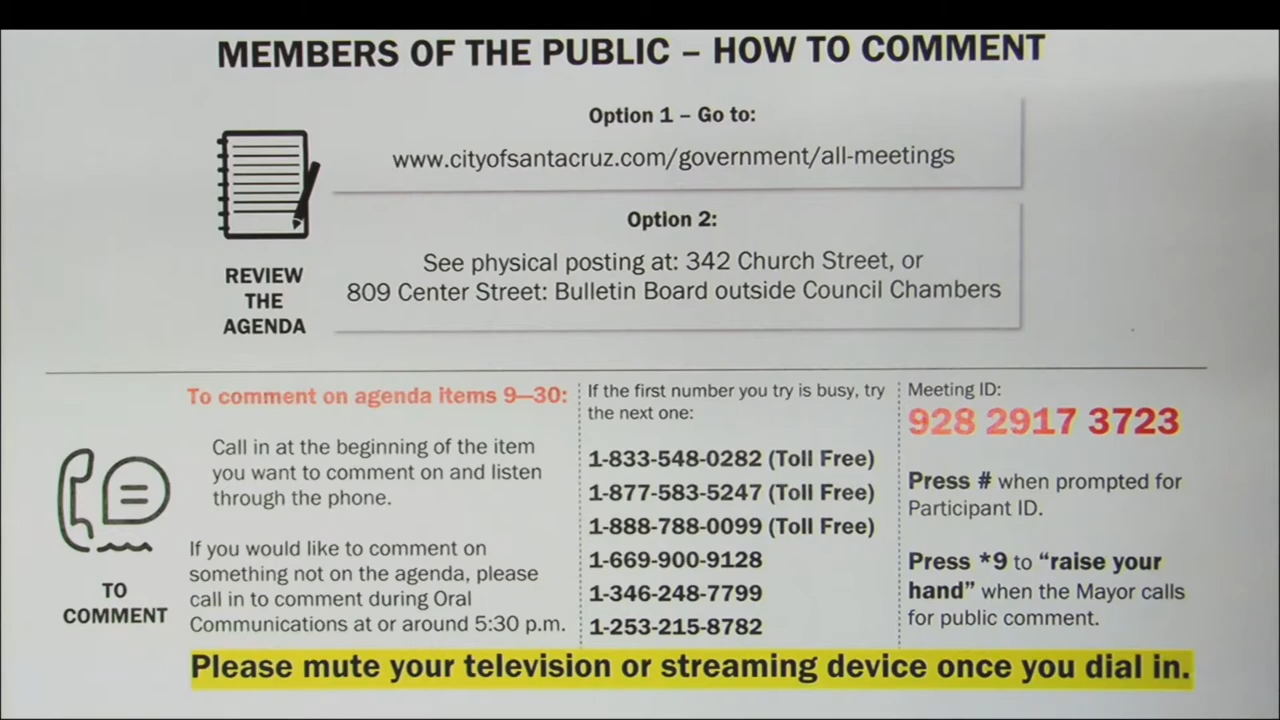 MEMBERS OF THE PUBLIC – HOW TO COMMENT
Option 1 – Go to:
www.cityofsantacruz.com/government/all-meetings
Option 2:
See physical posting at: 342 Church Street, or
809 Center Street: Bulletin Board outside Council Chambers
REVIEW
THE
AGENDA
To comment on agenda items 9—30:
Call in at the beginning of the item
you want to comment on and listen
through the phone.
If you would like to comment on
something not on the agenda, please
call in to comment during Oral
Communications at or around 5:30 p.m.
TO
COMMENT
If the first number you try is busy, try
the next one:
1-833-548-0282 (Toll Free)
1-877-583-5247 (Toll Free)
1-888-788-0099 (Toll Free)
1-669-900-9128
1-346-248-7799
1-253-215-8782
Meeting ID:
928 2917 3723
Press # when prompted for
Participant ID.
Press *9 to “raise your
hand” when the Mayor calls
for public comment.
Please mute your television or streaming device once you dial in.